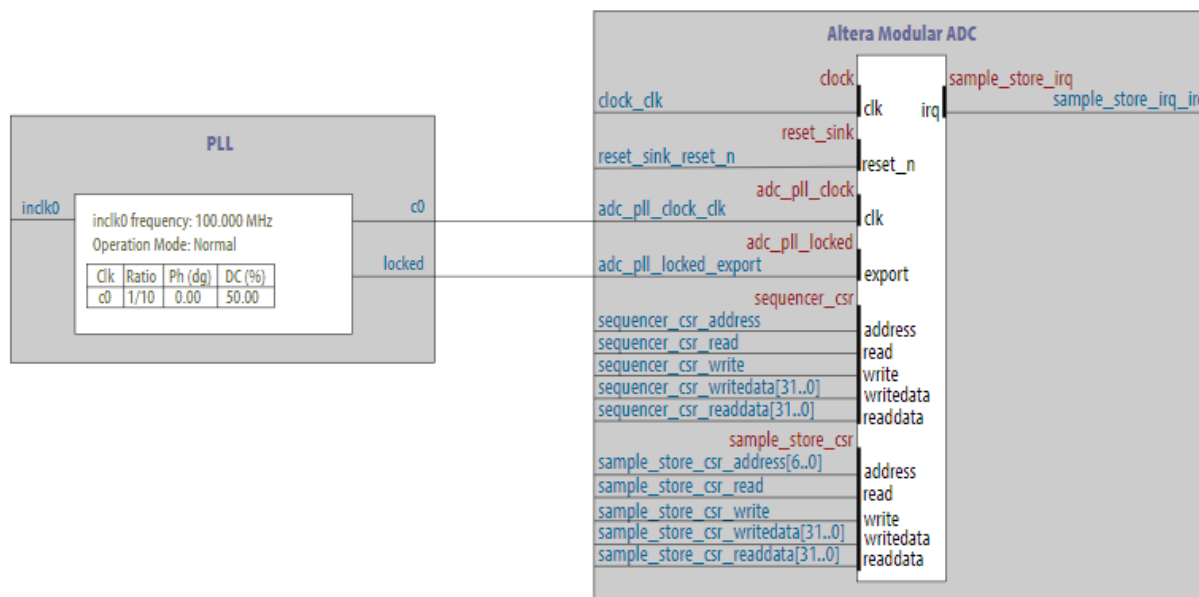 PLL
inclk0
inclk0 frequency: 100.000 MHz
Operation Mode: Normal
Clk Ratio Ph (dg) DC (%)
c0 1/10 0.00 50.00
c0
locked
Altera Modular ADC
clock
clock_clk
clk
reset_sink
reset_sink_reset_n
reset_n
adc_pll_clock
adc_pll_clock_clk
clk
adc_pll_locked
adc_pll_locked_export
export
sequencer_csr
sequencer_csr_address
address
sequencer_csr_read
read
sequencer_csr_write
write
sequencer_csr_writedata[31..0]
writedata
sequencer_csr_readdata[31..0]
readdata
sample_store_csr
sample_store_csr_address[6..0]
address
sample_store_csr_read
read
sample_store_csr_write
write
sample_store_csr_writedata[31..0]
writedata
sample_store_csr_readdata[31..0]
readdata
sample_store_irq
irq
sample_store_irq_irq